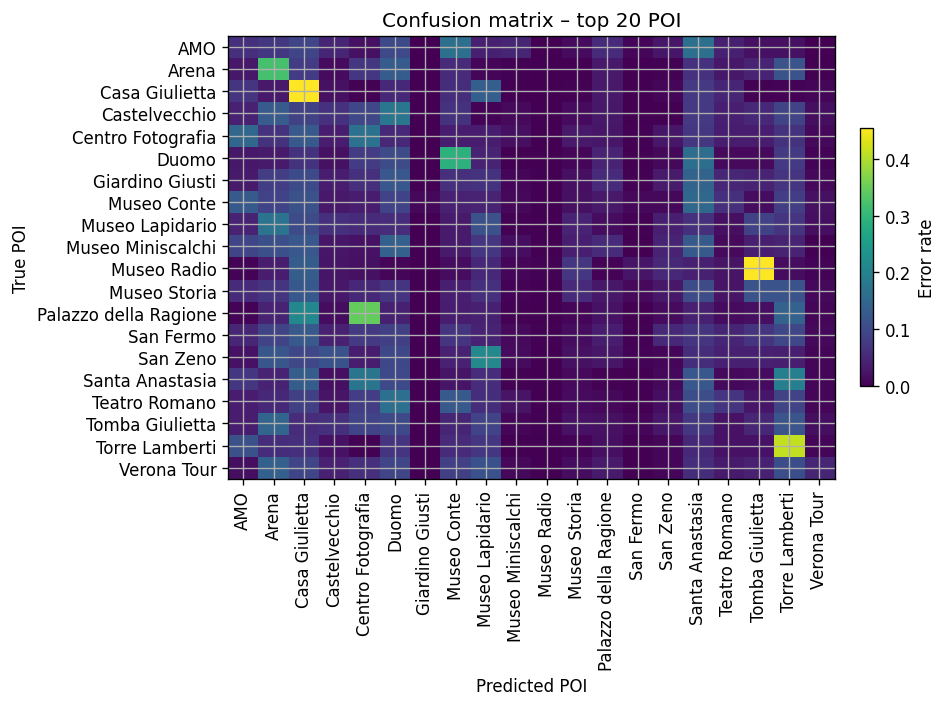 Confusion matrix – top 20 POI
True POI
AMO
Arena
Casa Giulietta
Castelvecchio
Centro Fotografia
Duomo
Giardino Giusti
Museo Conte
Museo Lapidario
Museo Miniscalchi
Museo Radio
Museo Storia
Palazzo della Ragione
San Fermo
San Zeno
Santa Anastasia
Teatro Romano
Tomba Giulietta
Torre Lamberti
Verona Tour
AMO
Arena
Casa Giulietta
Castelvecchio
Centro Fotografia
Duomo
Giardino Giusti
Museo Conte
Museo Lapidario
Museo Miniscalchi
Museo Radio
Museo Storia
Palazzo della Ragione
San Fermo
San Zeno
Santa Anastasia
Teatro Romano
Tomba Giulietta
Torre Lamberti
Verona Tour
Predicted POI
0.4
0.3
0.2
0.1
0.0
Error rate